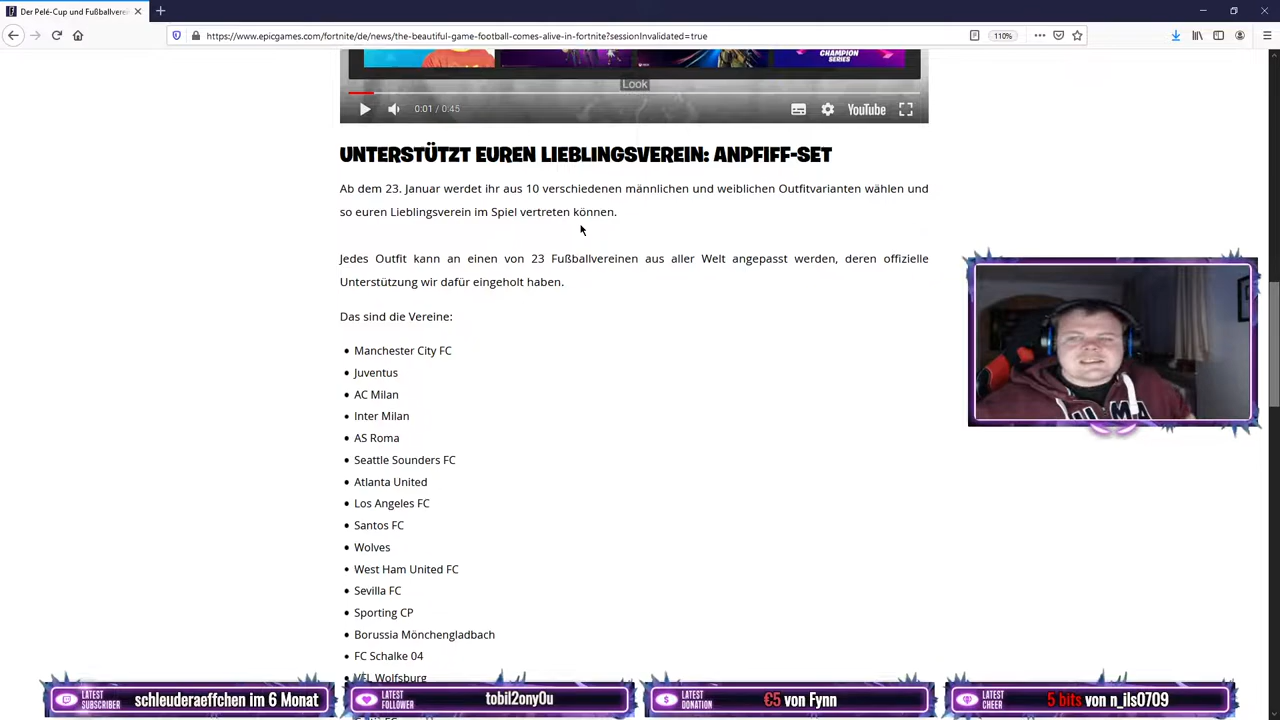 Der Pelé-Cup und Fußballverei
https://www.epicgames.com/fortnite/de/news/the-beautiful-game-football-comes-alive-in-fortnite?sessionInvalidated=true
110%
CHAMPION
SERIES
Look
0:01 / 0:45
YouTube
UNTERSTÜTZT EUREN LIEBLINGSVEREIN: ANPFIFF-SET
Ab dem 23. Januar werdet ihr aus 10 verschiedenen männlichen und weiblichen Outfitvarianten wählen und
so euren Lieblingsverein im Spiel vertreten können.
Jedes Outfit kann an einen von 23 Fußballvereinen aus aller Welt angepasst werden, deren offizielle
Unterstützung wir dafür eingeholt haben.
Das sind die Vereine:
Manchester City FC
Juventus
AC Milan
Inter Milan
AS Roma
Seattle Sounders FC
Atlanta United
Los Angeles FC
Santos FC
Wolves
West Ham United FC
Sevilla FC
Sporting CP
Borussia Mönchengladbach
FC Schalke 04
VFL Wolfsburg
LATEST
SUBSCRIBER
schleuderaeffchen im 6 Monat
LATEST
FOLLOWER
tobil2ony0u
LATEST
DONATION
€5 von Fynn
LATEST
CHEER
5 bits von n_ils0709